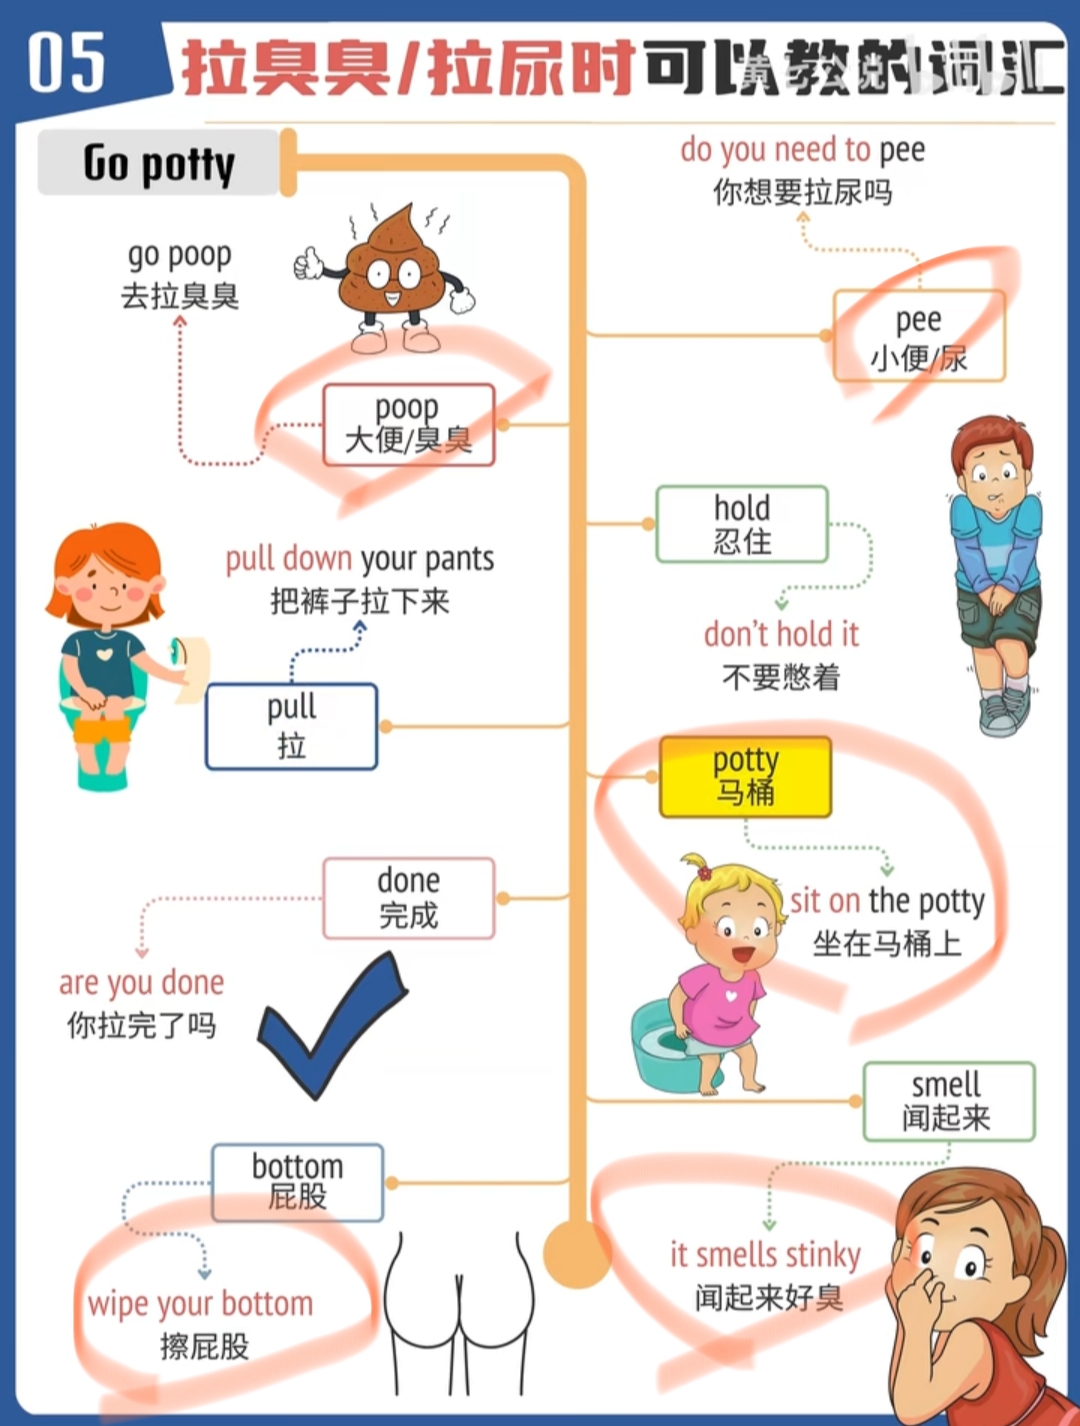 05
拉臭臭/拉尿时可以教的词汇
Go potty
do you need to pee
你想要拉尿吗
go poop
去拉臭臭
pee
小便/尿
poop
大便/臭臭
hold
忍住
pull down your pants
把裤子拉下来
don't hold it
不要憋着
pull
拉
potty
马桶
done
完成
sit on the potty
坐在马桶上
are you done
你拉完了吗
smell
闻起来
bottom
屁股
it smells stinky
闻起来好臭
wipe your bottom
擦屁股